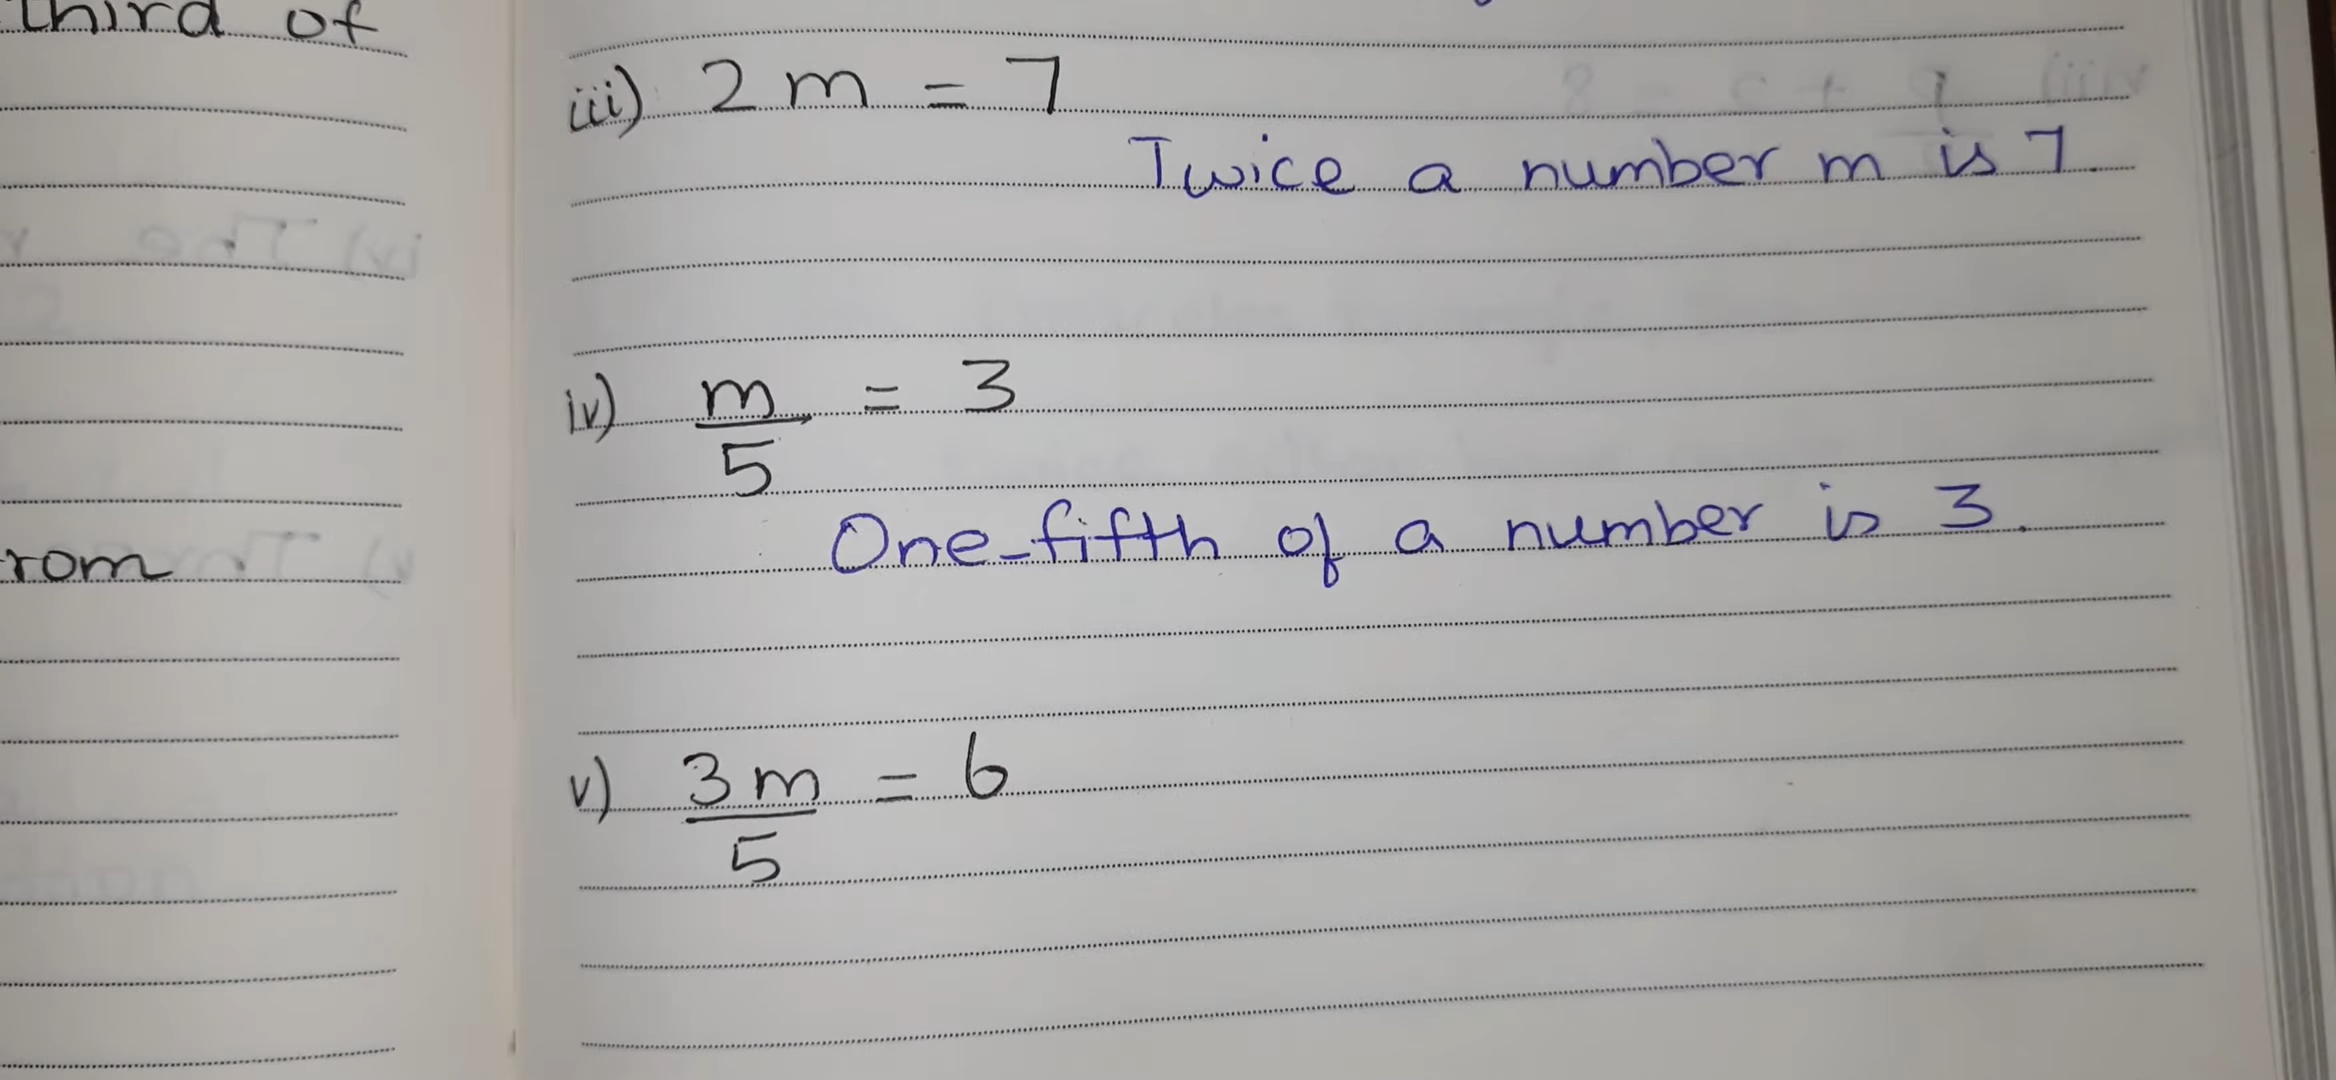 third of
rom
iii) 2m = 7
Twice a number m is 7.
iv) m/5 = 3
One-fifth of a number is 3.
v) 3m/5 = 6